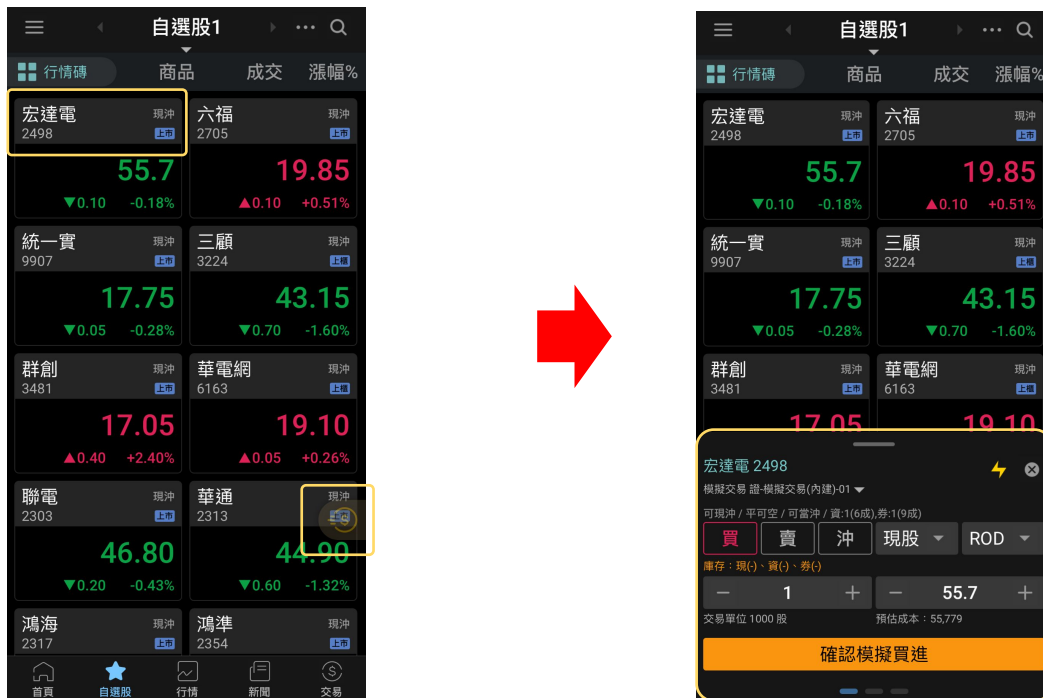 自選股1
行情磚 商品 成交 漲幅%
宏達電 現沖 六福 現沖
2498 上市 2705 上市
55.7 19.85
▼0.10 -0.18% ▲0.10 +0.51%
統一實 現沖 三顧 現沖
9907 上市 3224 上櫃
17.75 43.15
▼0.05 -0.28% ▼0.70 -1.60%
群創 現沖 華電網 現沖
3481 上市 6163 上櫃
17.05 19.10
▲0.40 +2.40% ▲0.05 +0.26%
聯電 現沖 華通 現沖
2303 上市 2313
46.80 44.90
▼0.20 -0.43% ▼0.60 -1.32%
鴻海 現沖 鴻準 現沖
2317 上市 2354 上市
首頁 自選股 行情 新聞 交易
自選股1
行情磚 商品 成交 漲幅%
宏達電 現沖 六福 現沖
2498 上市 2705 上市
55.7 19.85
▼0.10 -0.18% ▲0.10 +0.51%
統一實 現沖 三顧 現沖
9907 上市 3224 上櫃
17.75 43.15
▼0.05 -0.28% ▼0.70 -1.60%
群創 現沖 華電網 現沖
3481 上市 6163 上櫃
17.05 19.10
宏達電 2498
模擬交易 證-模擬交易(內建)-01
可現沖 / 平可空 / 可當沖 / 資:1(6成),券:1(9成)
買 賣 沖 現股 ROD
庫存：現(-)、資(-)、券(-)
− 1 + − 55.7 +
交易單位 1000 股 預估成本：55,779
確認模擬買進